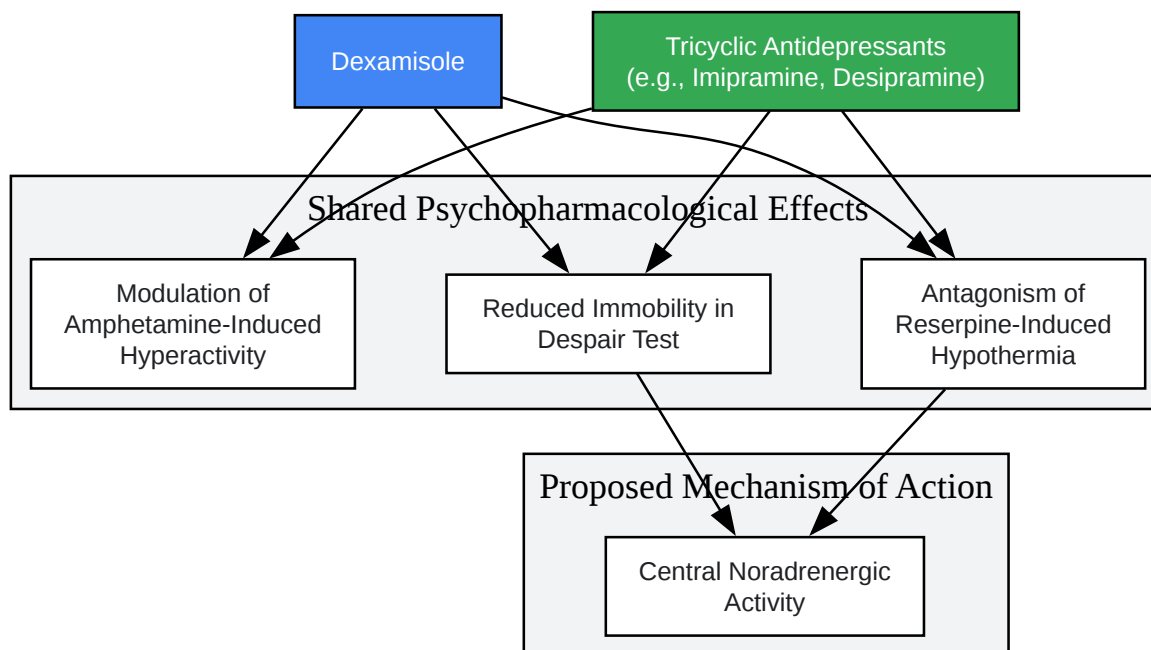 Dexamisole
Tricyclic Antidepressants
(e.g., Imipramine, Desipramine)
Shared Psychopharmacological Effects
Modulation of
Amphetamine-Induced
Hyperactivity
Reduced Immobility in
Despair Test
Antagonism of
Reserpine-Induced
Hypothermia
Proposed Mechanism of Action
Central Noradrenergic
Activity